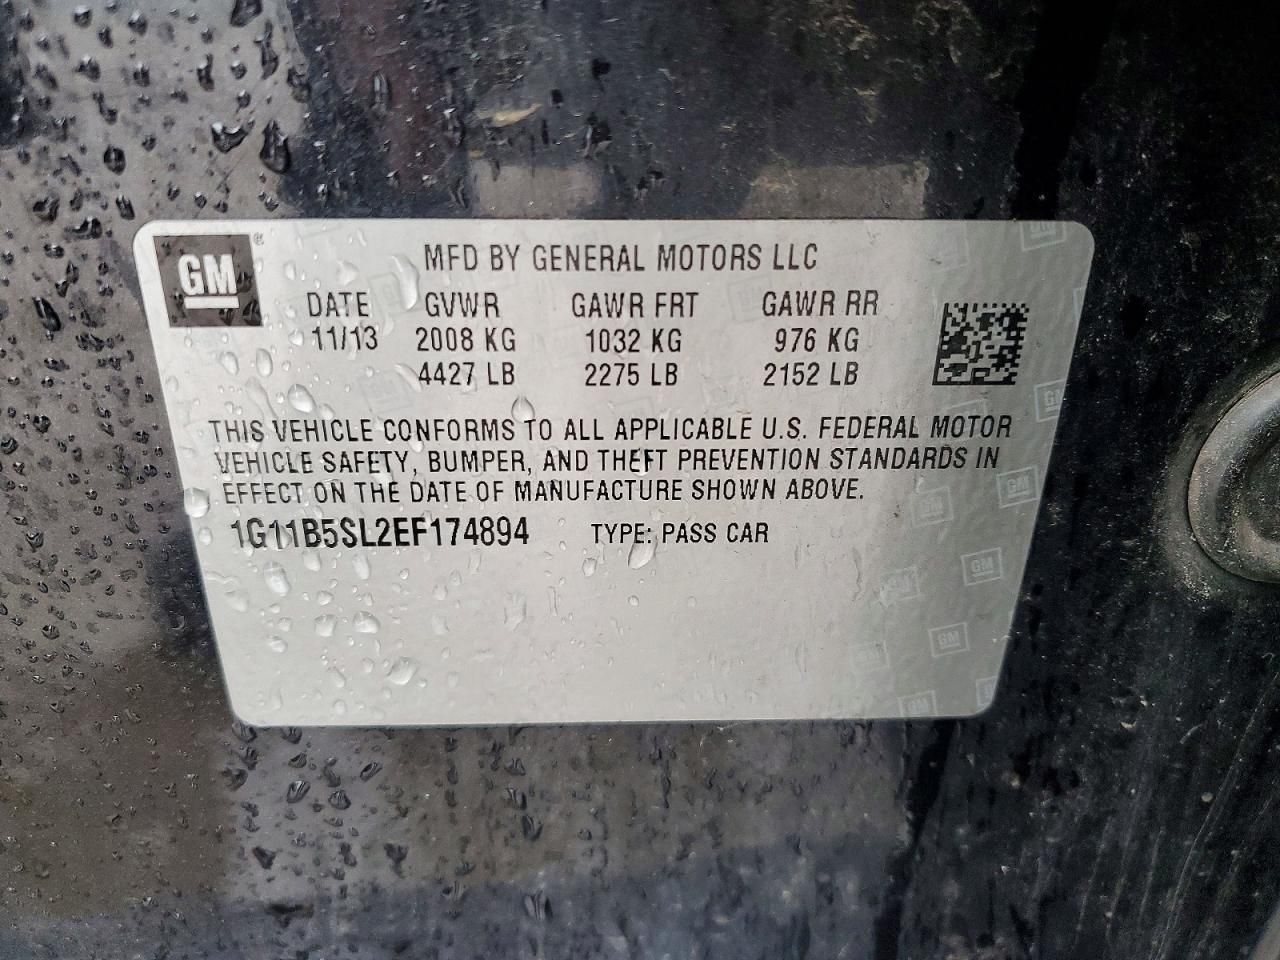 GM ®
MFD BY GENERAL MOTORS LLC
DATE GVWR GAWR FRT GAWR RR
11/13 2008 KG 1032 KG 976 KG
4427 LB 2275 LB 2152 LB
THIS VEHICLE CONFORMS TO ALL APPLICABLE U.S. FEDERAL MOTOR
VEHICLE SAFETY, BUMPER, AND THEFT PREVENTION STANDARDS IN
EFFECT ON THE DATE OF MANUFACTURE SHOWN ABOVE.
1G11B5SL2EF174894 TYPE: PASS CAR